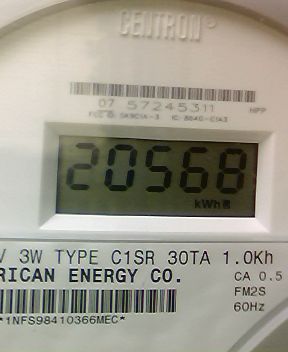 CENTRON®
07 57245311 HPP
20568
kWh
V 3W TYPE C1SR 30TA 1.0Kh
RICAN ENERGY CO.
CA 0.5
FM2S
60Hz
*1NFS98410366MEC*